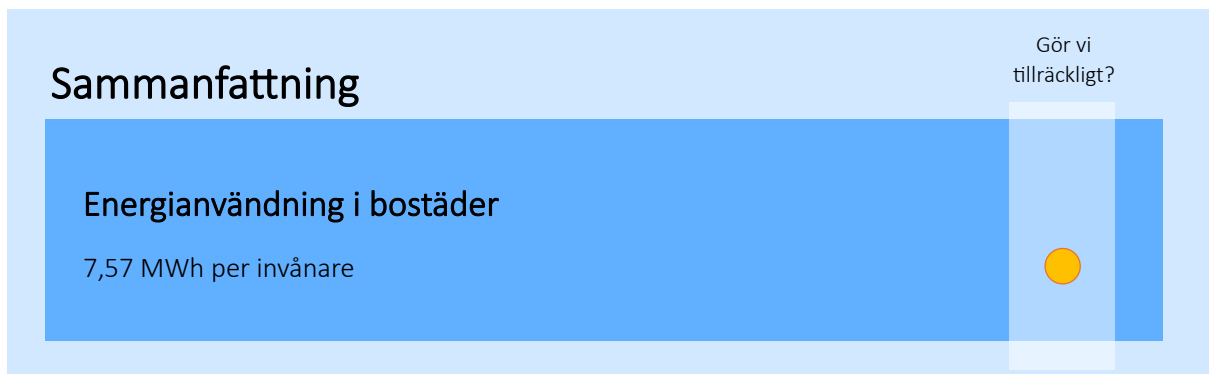 Sammanfattning
Gör vi
tillräckligt?
Energianvändning i bostäder
7,57 MWh per invånare